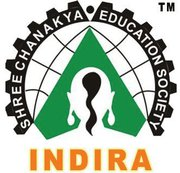 TM
SHREE CHANAKYA EDUCATION SOCIETY
INDIRA